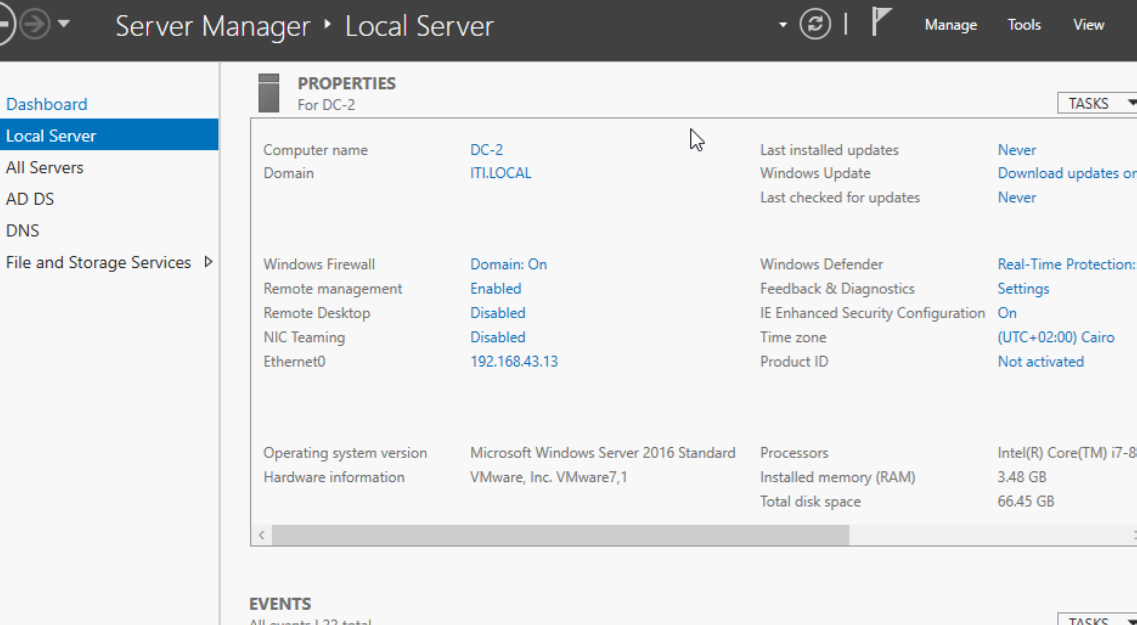 Server Manager ‣ Local Server
Manage Tools View
Dashboard
Local Server
All Servers
AD DS
DNS
File and Storage Services
PROPERTIES
For DC-2
TASKS
Computer name DC-2
Domain ITI.LOCAL
Last installed updates Never
Windows Update Download updates or
Last checked for updates Never
Windows Firewall Domain: On
Remote management Enabled
Remote Desktop Disabled
NIC Teaming Disabled
Ethernet0 192.168.43.13
Windows Defender Real-Time Protection:
Feedback & Diagnostics Settings
IE Enhanced Security Configuration On
Time zone (UTC+02:00) Cairo
Product ID Not activated
Operating system version Microsoft Windows Server 2016 Standard
Hardware information VMware, Inc. VMware7,1
Processors Intel(R) Core(TM) i7-8
Installed memory (RAM) 3.48 GB
Total disk space 66.45 GB
EVENTS
All events | 22 total
TASKS